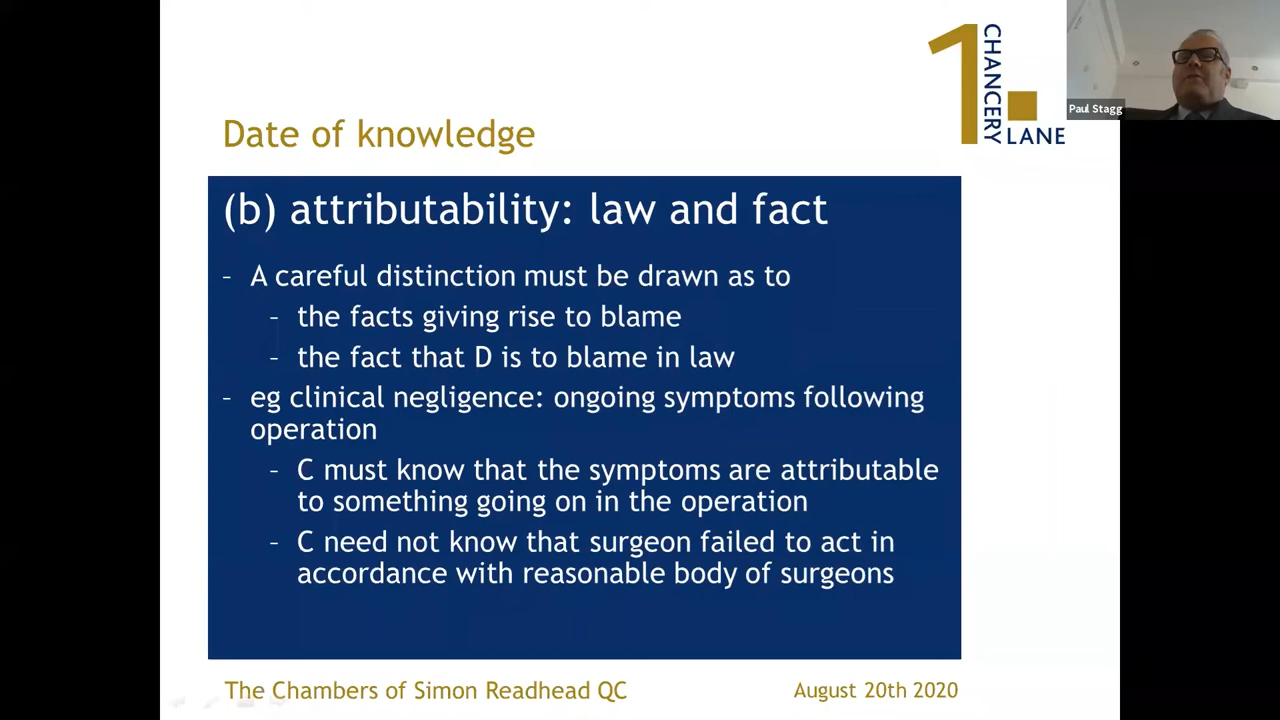 1 CHANCERY LANE
Paul Stagg
Date of knowledge
(b) attributability: law and fact
– A careful distinction must be drawn as to
– the facts giving rise to blame
– the fact that D is to blame in law
– eg clinical negligence: ongoing symptoms following
operation
– C must know that the symptoms are attributable
to something going on in the operation
– C need not know that surgeon failed to act in
accordance with reasonable body of surgeons
The Chambers of Simon Readhead QC
August 20th 2020